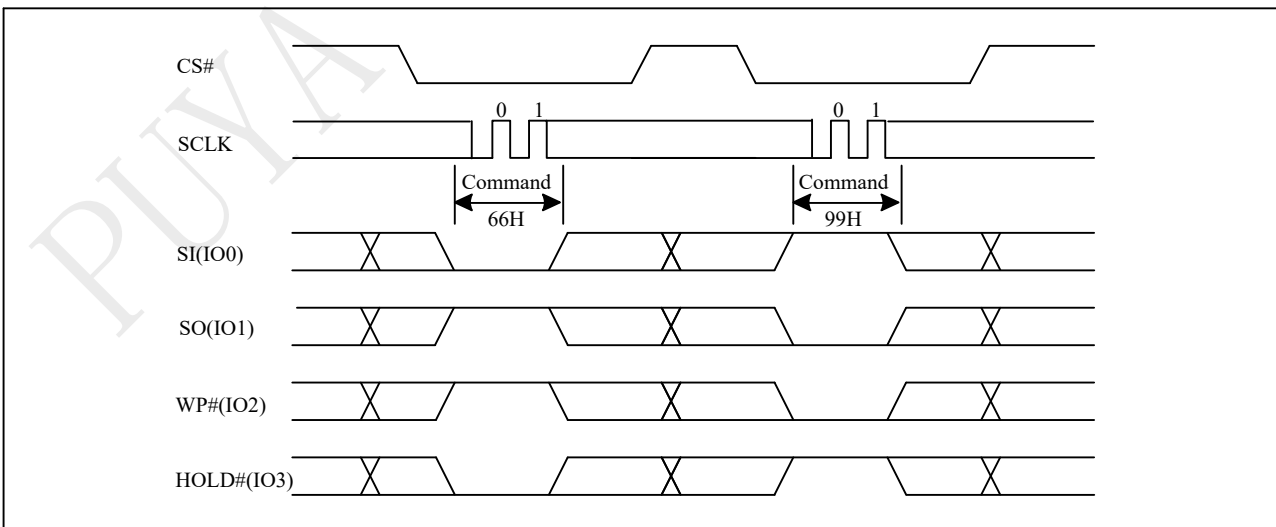 PUYA
CS#
0 1 0 1
SCLK
Command Command
66H 99H
SI(IO0)
SO(IO1)
WP#(IO2)
HOLD#(IO3)